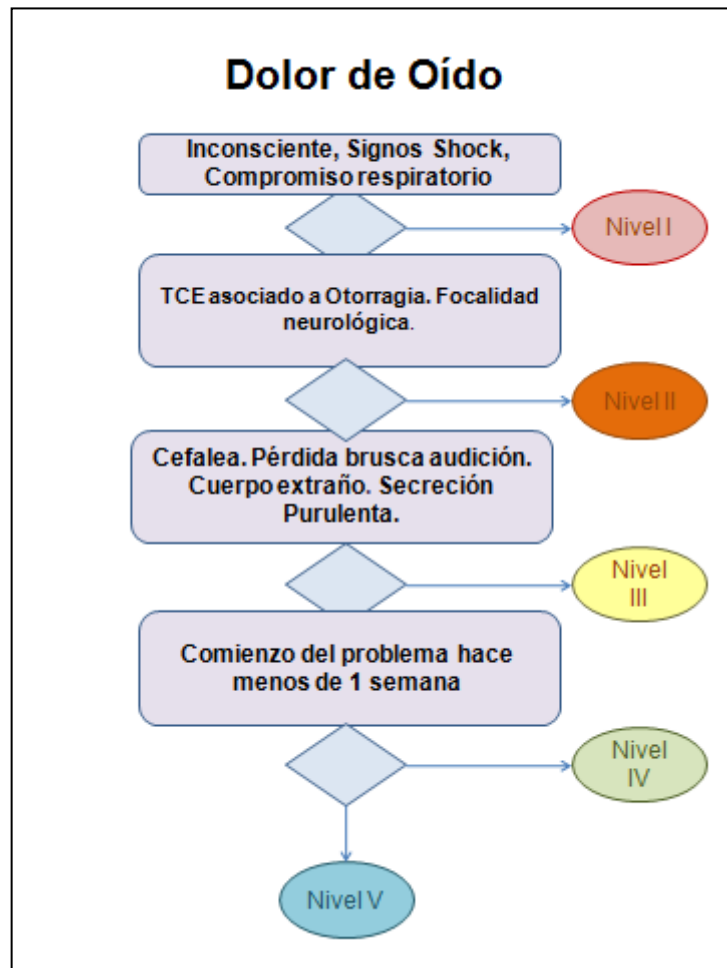 Dolor de Oído
Inconsciente, Signos Shock,
Compromiso respiratorio
Nivel I
TCE asociado a Otorragia. Focalidad
neurológica.
Nivel II
Cefalea. Pérdida brusca audición.
Cuerpo extraño. Secreción
Purulenta.
Nivel
III
Comienzo del problema hace
menos de 1 semana
Nivel
IV
Nivel V